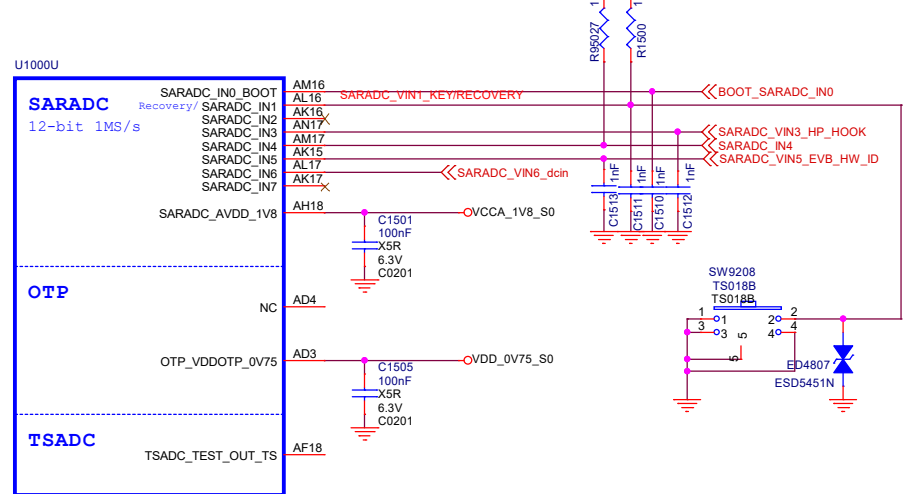 1
1
R95027
R1500
U1000U
SARADC
12-bit 1MS/s
Recovery/
SARADC_IN0_BOOT
SARADC_IN1
SARADC_IN2
SARADC_IN3
SARADC_IN4
SARADC_IN5
SARADC_IN6
SARADC_IN7
AM16
AL16
AK16
AN17
AM17
AK15
AL17
AK17
SARADC_VIN1_KEY/RECOVERY
BOOT_SARADC_IN0
SARADC_VIN3_HP_HOOK
SARADC_IN4
SARADC_VIN5_EVB_HW_ID
SARADC_VIN6_dcin
1nF
1nF
1nF
1nF
C1513
C1511
C1510
C1512
SARADC_AVDD_1V8
AH18
VCCA_1V8_S0
C1501
100nF
X5R
6.3V
C0201
OTP
NC
AD4
OTP_VDDOTP_0V75
AD3
VDD_0V75_S0
C1505
100nF
X5R
6.3V
C0201
TSADC
TSADC_TEST_OUT_TS
AF18
SW9208
TS018B
TS018B
1
1
2
2
3
3
4
4
5
5
ED4807
ESD5451N